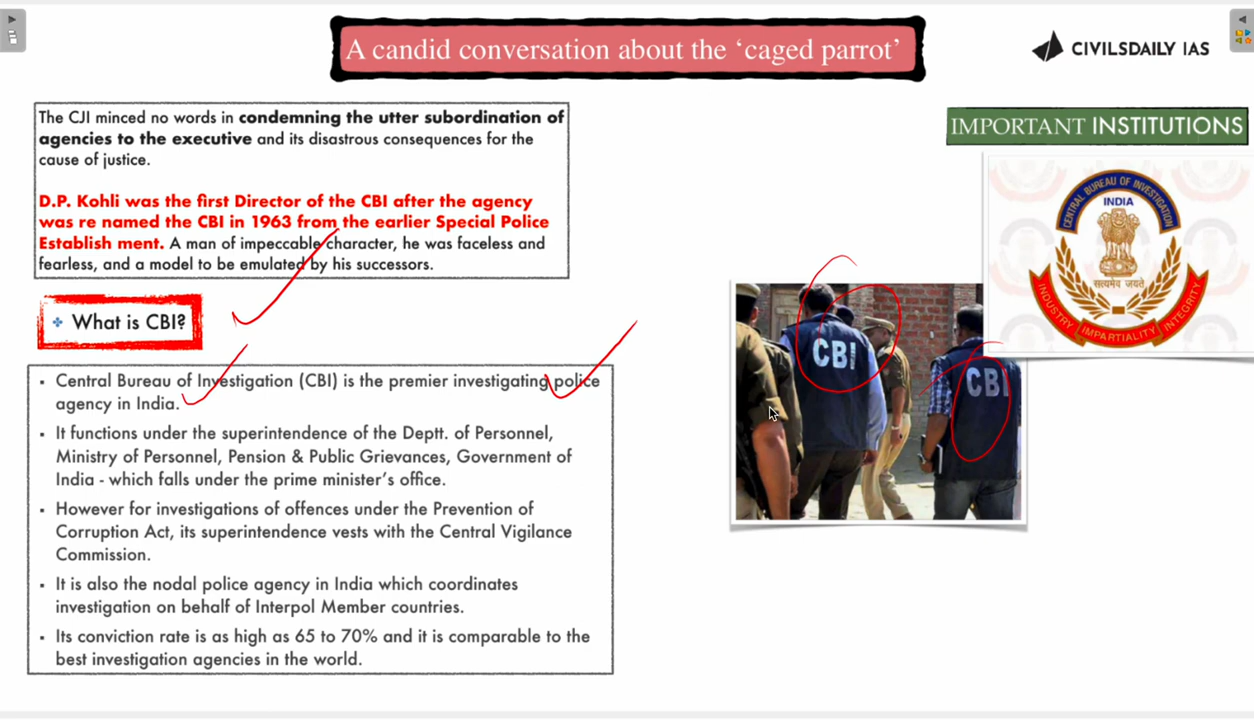 A candid conversation about the ‘caged parrot’
CIVILSDAILY IAS
The CJI minced no words in condemning the utter subordination of
agencies to the executive and its disastrous consequences for the
cause of justice.
D.P. Kohli was the first Director of the CBI after the agency
was re named the CBI in 1963 from the earlier Special Police
Establish ment. A man of impeccable character, he was faceless and
fearless, and a model to be emulated by his successors.
IMPORTANT INSTITUTIONS
CENTRAL BUREAU OF INVESTIGATION
INDIA
सत्यमेव जयते
INDUSTRY IMPARTIALITY INTEGRITY
What is CBI?
CBI
CBI
▪ Central Bureau of Investigation (CBI) is the premier investigating police
agency in India.
▪ It functions under the superintendence of the Deptt. of Personnel,
Ministry of Personnel, Pension & Public Grievances, Government of
India - which falls under the prime minister’s office.
▪ However for investigations of offences under the Prevention of
Corruption Act, its superintendence vests with the Central Vigilance
Commission.
▪ It is also the nodal police agency in India which coordinates
investigation on behalf of Interpol Member countries.
▪ Its conviction rate is as high as 65 to 70% and it is comparable to the
best investigation agencies in the world.